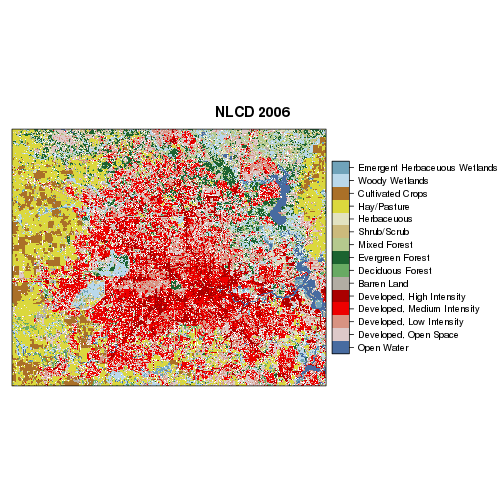 NLCD 2006
Emergent Herbaceuous Wetlands
Woody Wetlands
Cultivated Crops
Hay/Pasture
Herbaceous
Shrub/Scrub
Mixed Forest
Evergreen Forest
Deciduous Forest
Barren Land
Developed, High Intensity
Developed, Medium Intensity
Developed, Low Intensity
Developed, Open Space
Open Water